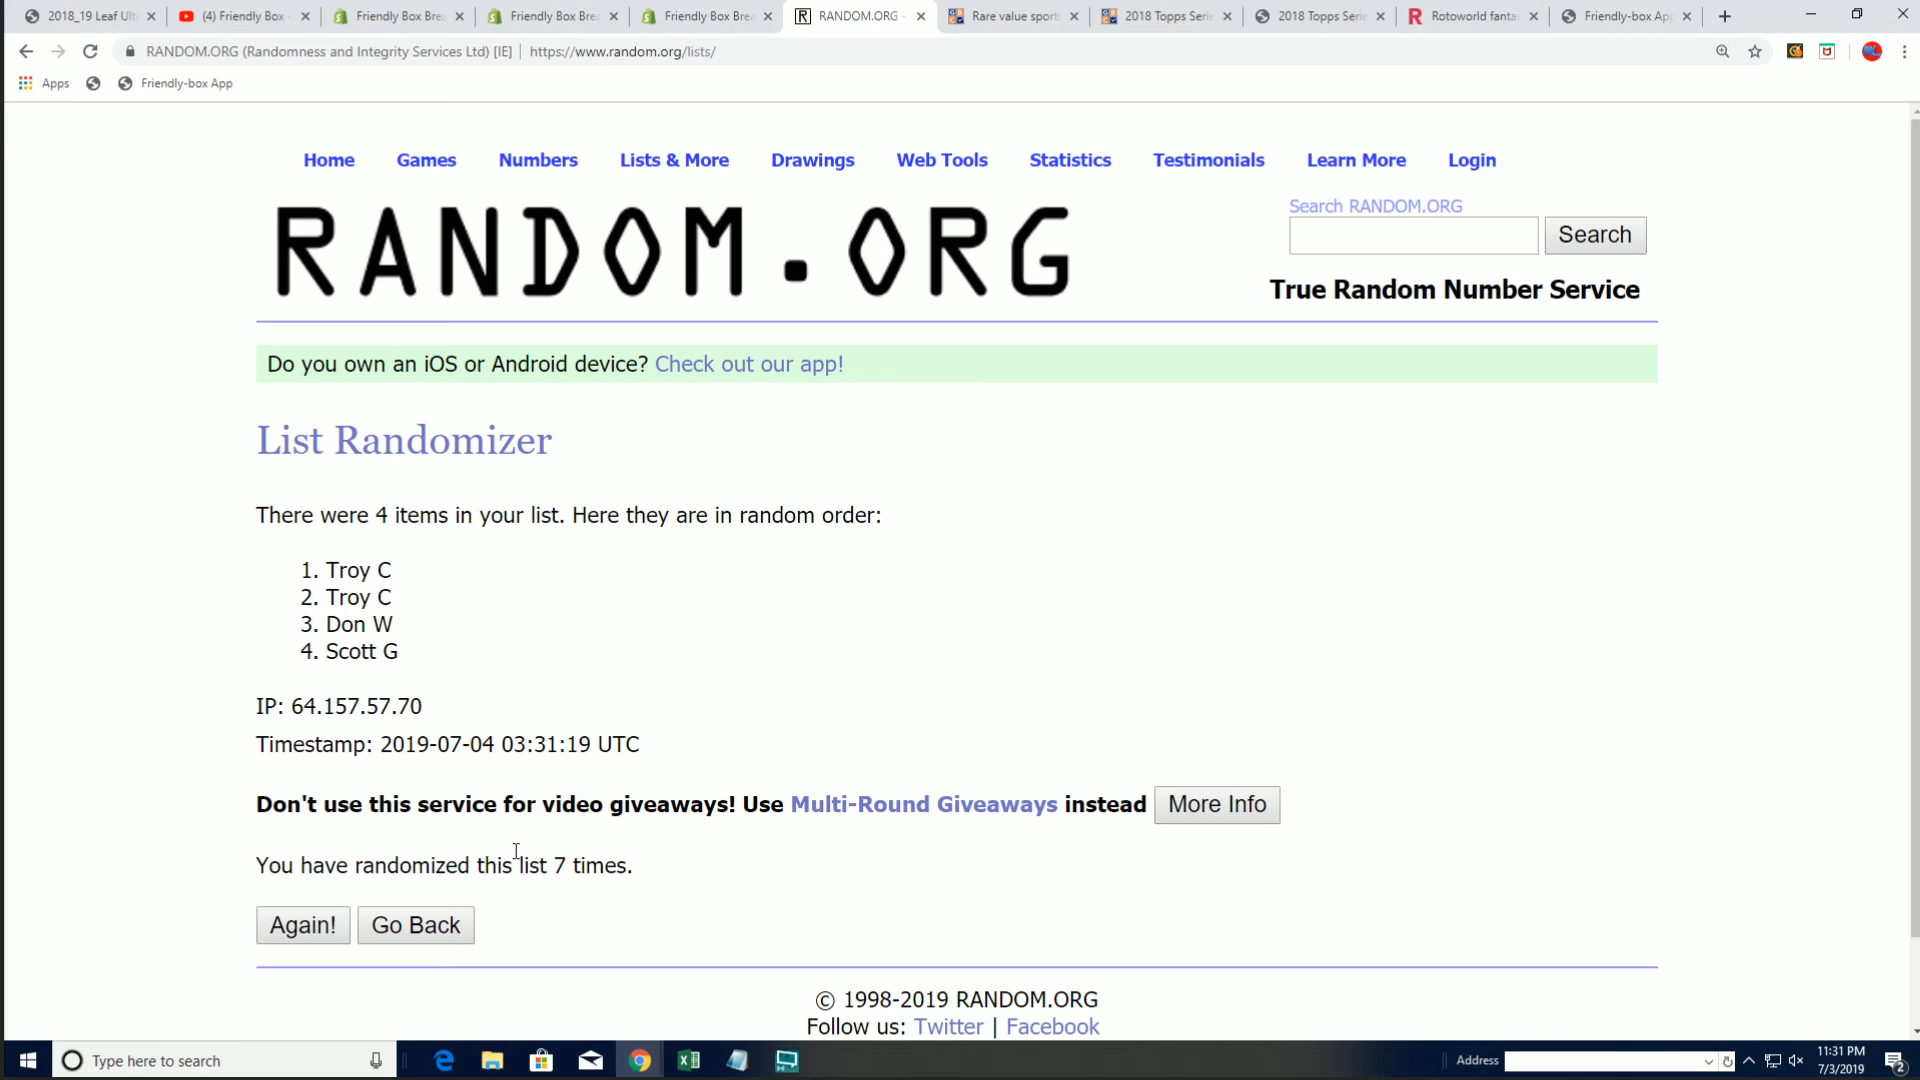 2018_19 Leaf Ult
(4) Friendly Box -
Friendly Box Brea
Friendly Box Brea
Friendly Box Brea
RANDOM.ORG -
Rare value sport
2018 Topps Serie
2018 Topps Serie
Rotoworld fanta
Friendly-box App
RANDOM.ORG (Randomness and Integrity Services Ltd) [IE] | https://www.random.org/lists/
Apps
Friendly-box App
Home Games Numbers Lists & More Drawings Web Tools Statistics Testimonials Learn More Login
RANDOM.ORG
Search RANDOM.ORG
Search
True Random Number Service
Do you own an iOS or Android device? Check out our app!
List Randomizer
There were 4 items in your list. Here they are in random order:
1. Troy C
2. Troy C
3. Don W
4. Scott G
IP: 64.157.57.70
Timestamp: 2019-07-04 03:31:19 UTC
Don't use this service for video giveaways! Use Multi-Round Giveaways instead More Info
You have randomized this list 7 times.
Again! Go Back
© 1998-2019 RANDOM.ORG
Follow us: Twitter | Facebook
Type here to search
Address
11:31 PM
7/3/2019
2